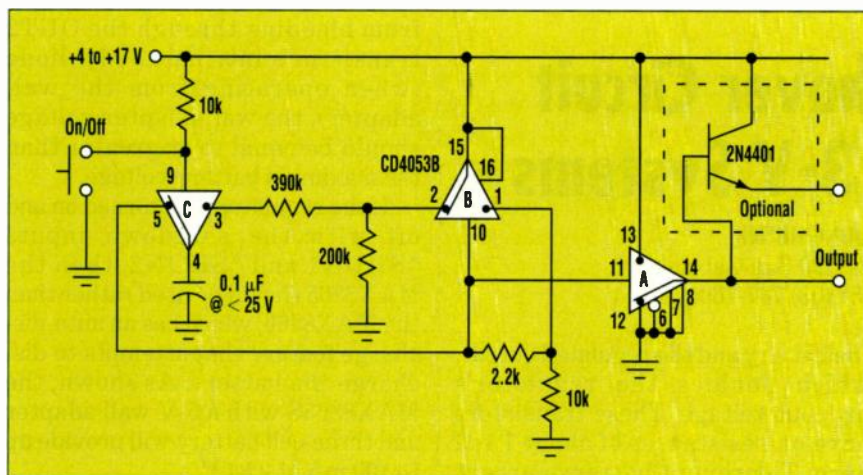 +4 to +17 V
10k
On/Off
9
C
5
3
4
0.1 μF
@ < 25 V
390k
200k
CD4053B
15
16
B
2
1
10
2.2k
10k
13
A
11
14
12
6
7
8
2N4401
Optional
Output